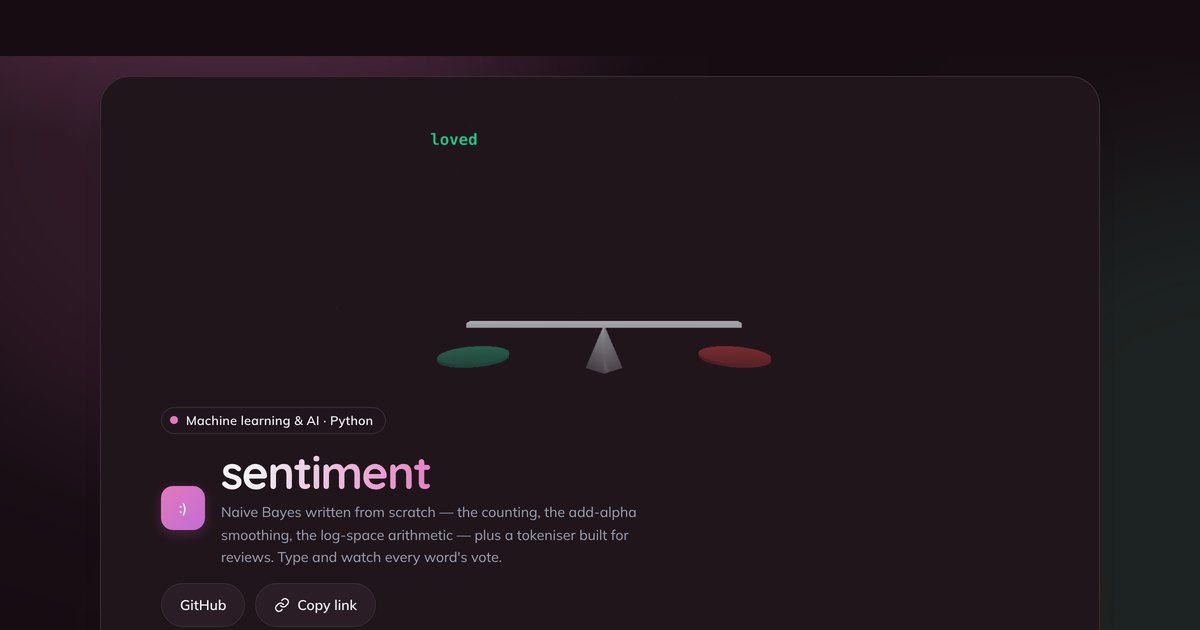 loved
Machine learning & AI · Python
sentiment
:)
Naive Bayes written from scratch — the counting, the add-alpha
smoothing, the log-space arithmetic — plus a tokeniser built for
reviews. Type and watch every word's vote.
GitHub
Copy link